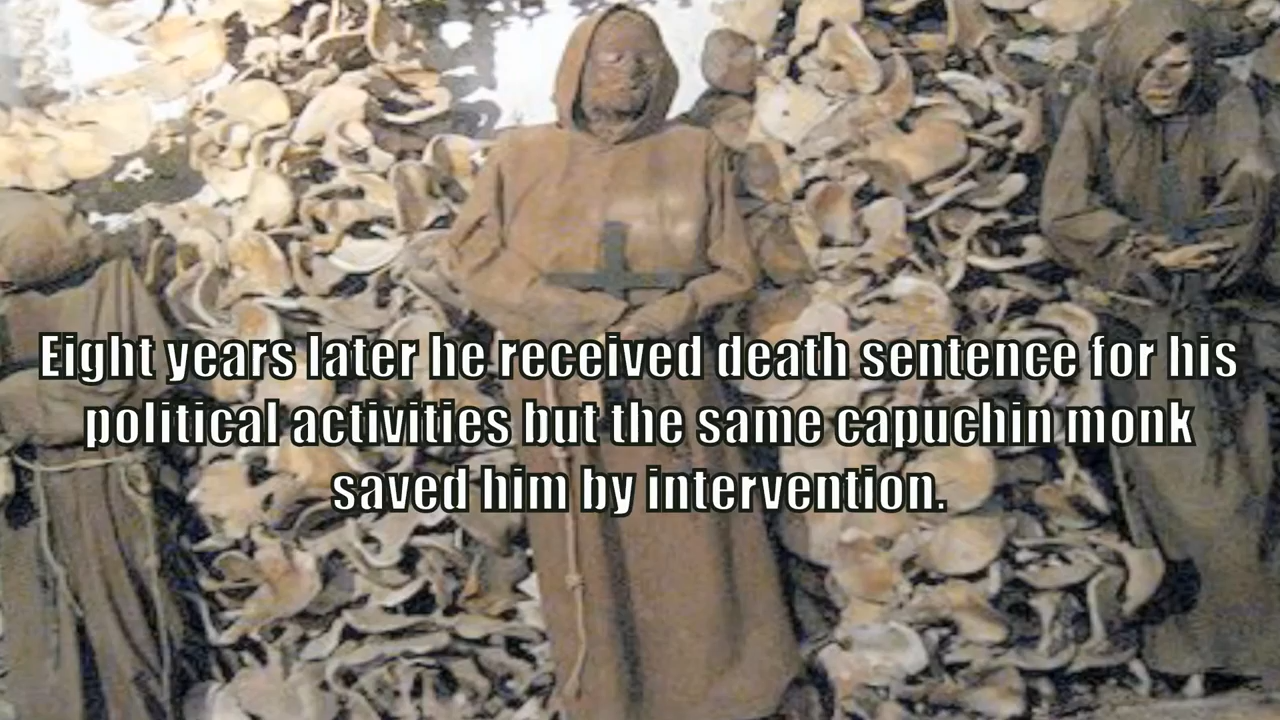 Eight years later he received death sentence for his
political activities but the same capuchin monk
saved him by intervention.